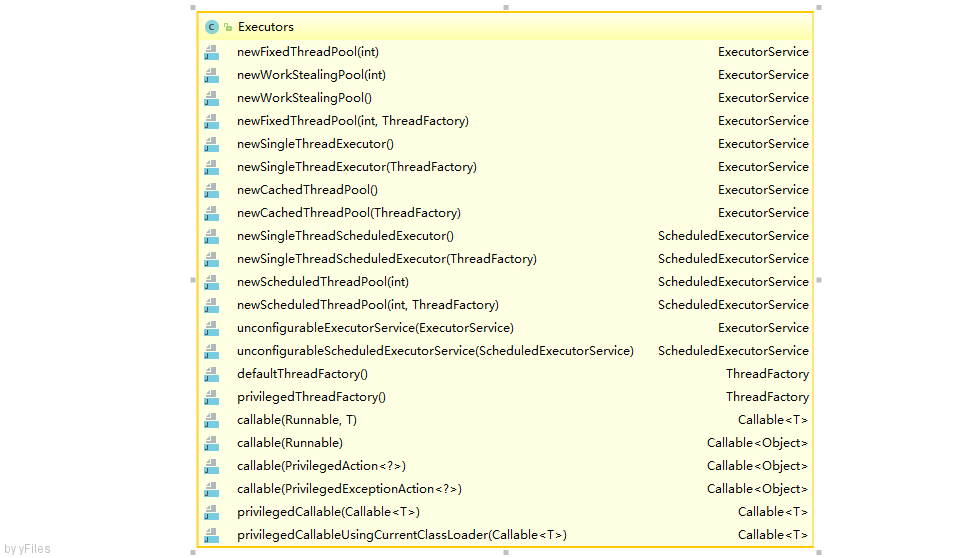 Executors
newFixedThreadPool(int) ExecutorService
newWorkStealingPool(int) ExecutorService
newWorkStealingPool() ExecutorService
newFixedThreadPool(int, ThreadFactory) ExecutorService
newSingleThreadExecutor() ExecutorService
newSingleThreadExecutor(ThreadFactory) ExecutorService
newCachedThreadPool() ExecutorService
newCachedThreadPool(ThreadFactory) ExecutorService
newSingleThreadScheduledExecutor() ScheduledExecutorService
newSingleThreadScheduledExecutor(ThreadFactory) ScheduledExecutorService
newScheduledThreadPool(int) ScheduledExecutorService
newScheduledThreadPool(int, ThreadFactory) ScheduledExecutorService
unconfigurableExecutorService(ExecutorService) ExecutorService
unconfigurableScheduledExecutorService(ScheduledExecutorService) ScheduledExecutorService
defaultThreadFactory() ThreadFactory
privilegedThreadFactory() ThreadFactory
callable(Runnable, T) Callable<T>
callable(Runnable) Callable<Object>
callable(PrivilegedAction<?>) Callable<Object>
callable(PrivilegedExceptionAction<?>) Callable<Object>
privilegedCallable(Callable<T>) Callable<T>
privilegedCallableUsingCurrentClassLoader(Callable<T>) Callable<T>
by yFiles